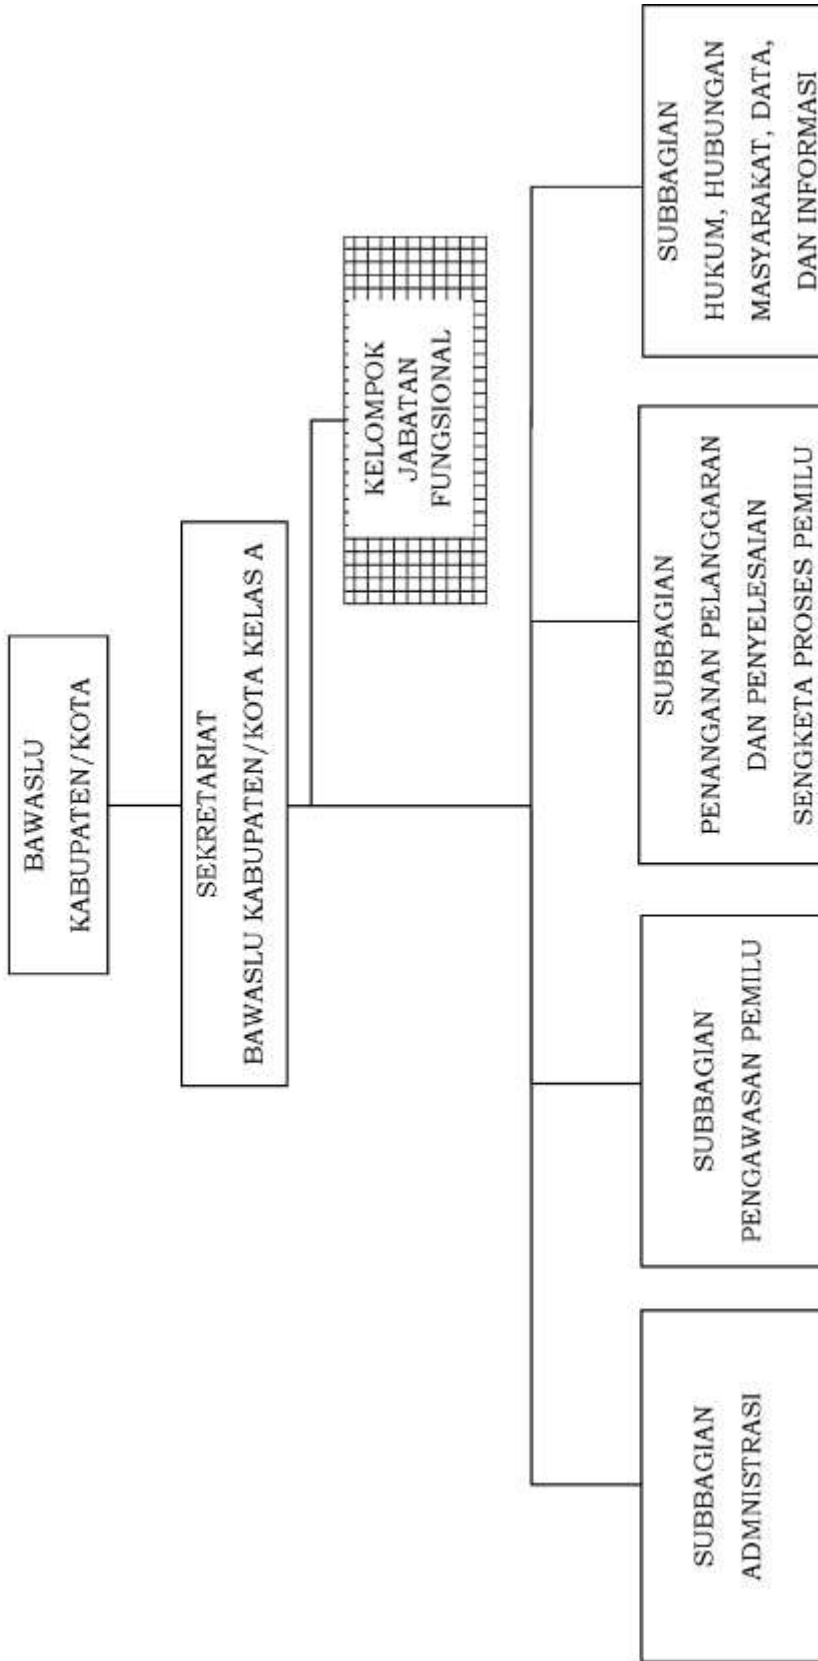 BAWASLU
KABUPATEN/KOTA
SEKRETARIAT
BAWASLU KABUPATEN/KOTA KELAS A
KELOMPOK
JABATAN
FUNGSIONAL
SUBBAGIAN
ADMNISTRASI
SUBBAGIAN
PENGAWASAN PEMILU
SUBBAGIAN
PENANGANAN PELANGGARAN
DAN PENYELESAIAN
SENGKETA PROSES PEMILU
SUBBAGIAN
HUKUM, HUBUNGAN
MASYARAKAT, DATA,
DAN INFORMASI